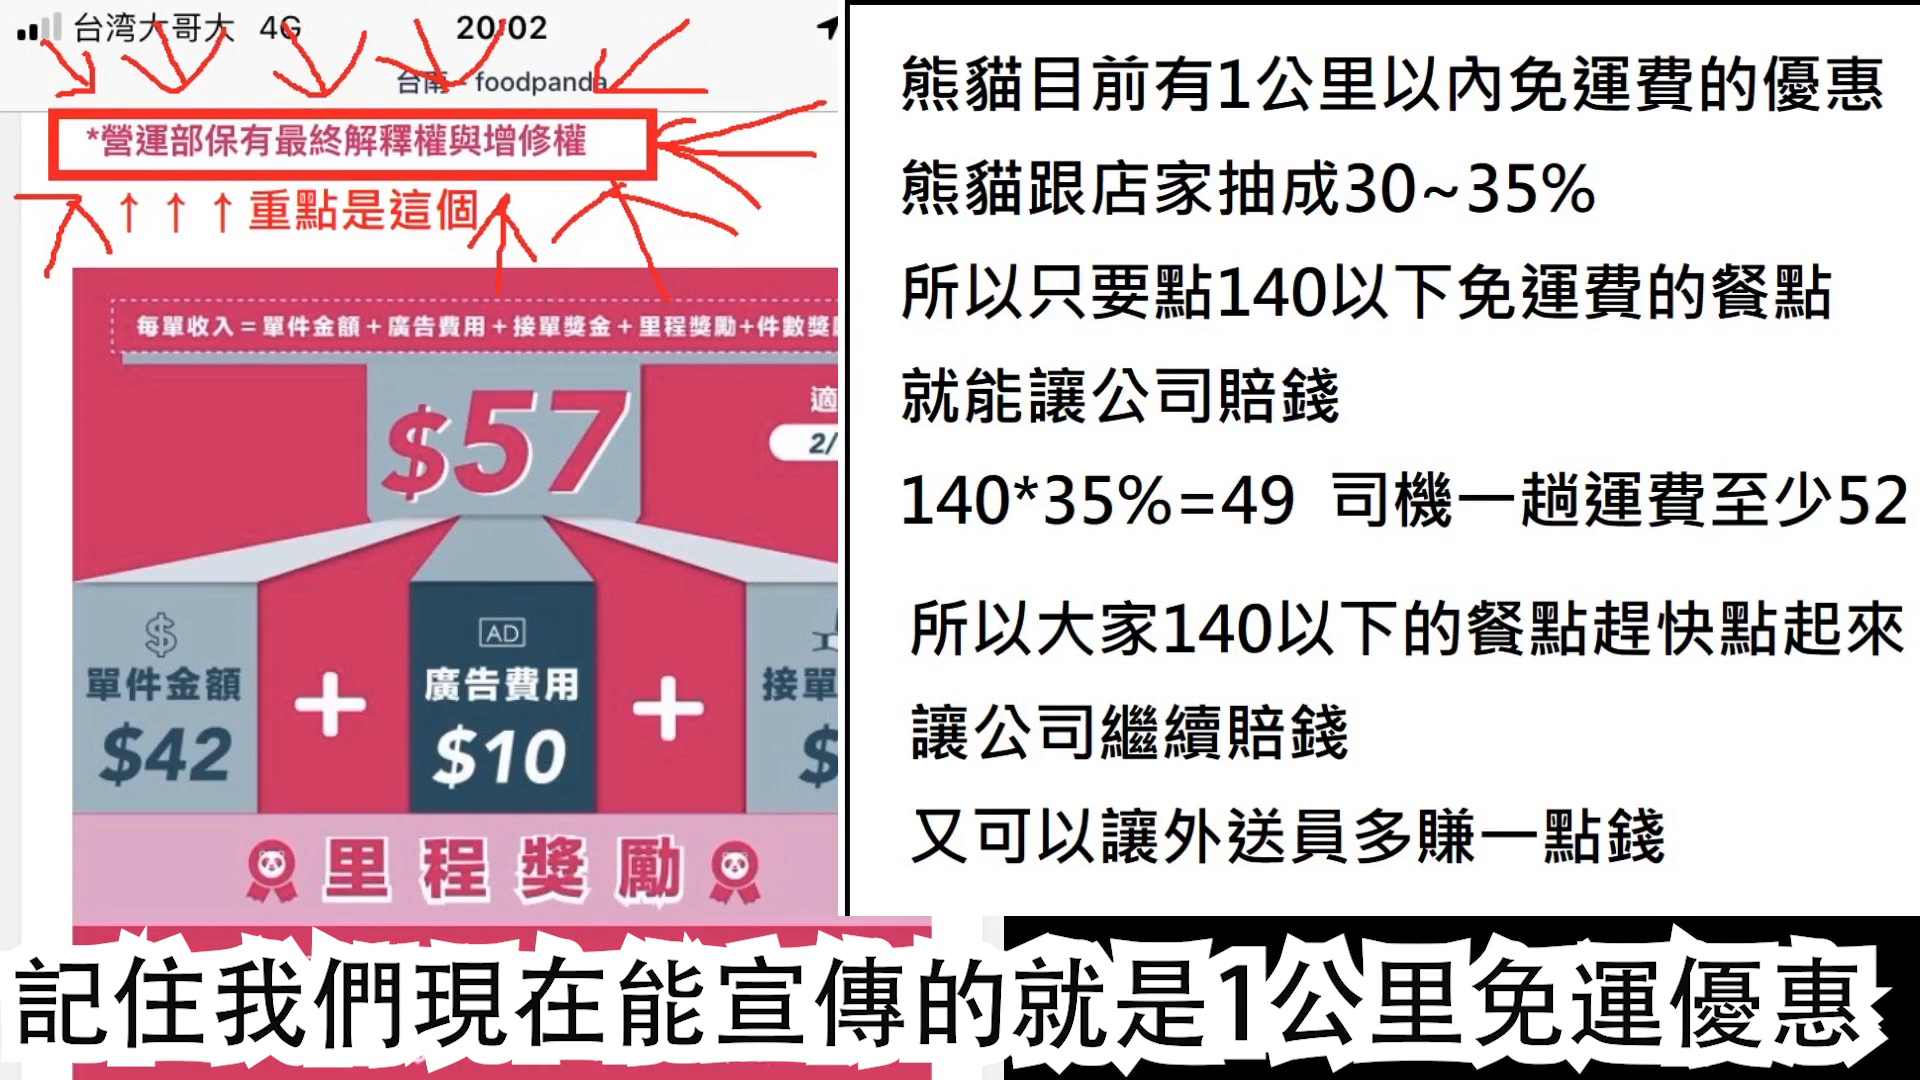 台湾大哥大 4G 20:02
台南 - foodpanda
*營運部保有最終解釋權與增修權
↑ ↑ ↑ 重點是這個
每單收入=單件金額+廣告費用+接單獎金+里程獎勵+件數獎
適
$57
2/
AD
單件金額 + 廣告費用 + 接單
$42 $10 $
里程獎勵
熊貓目前有1公里以內免運費的優惠
熊貓跟店家抽成30~35%
所以只要點140以下免運費的餐點
就能讓公司賠錢
140*35%=49 司機一趟運費至少52
所以大家140以下的餐點趕快點起來
讓公司繼續賠錢
又可以讓外送員多賺一點錢
記住我們現在能宣傳的就是1公里免運優惠